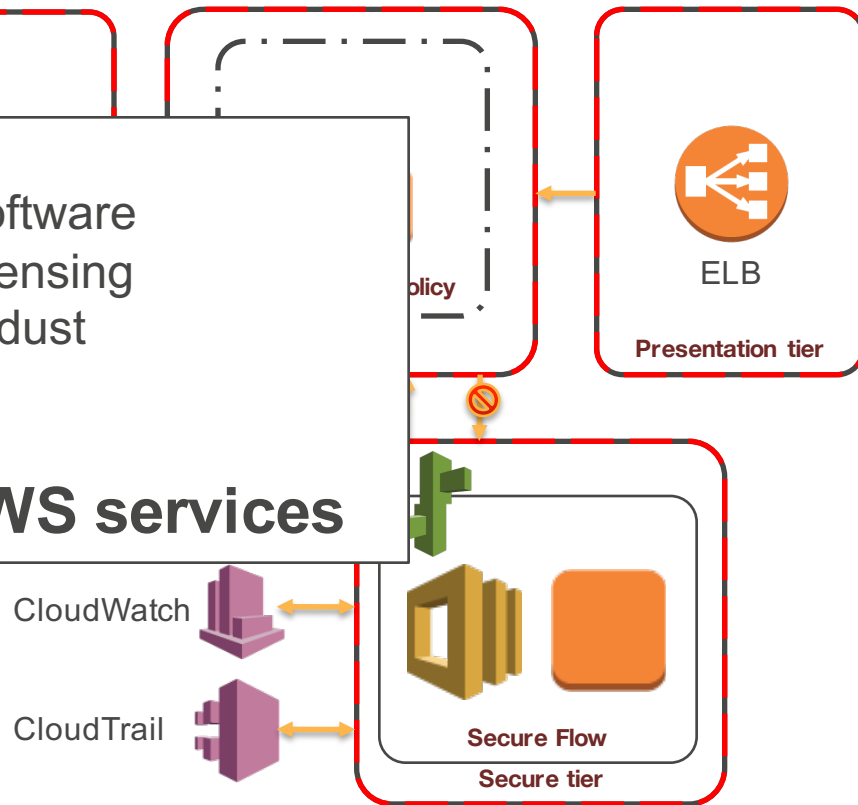 oftware
ensing
dust
WS services
olicy
ELB
Presentation tier
CloudWatch
CloudTrail
Secure Flow
Secure tier